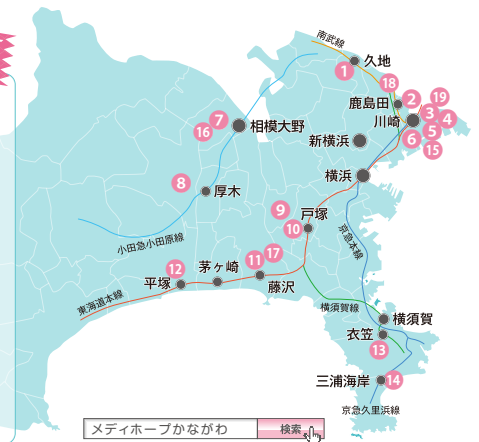 南武線
久地
1
18
鹿島田
2
19
川崎
3
4
5
6
15
7
16
相模大野
新横浜
横浜
8
厚木
9
戸塚
10
京急本線
小田急小田原線
11
17
12
茅ヶ崎
平塚
藤沢
東海道本線
横須賀線
横須賀
衣笠
13
三浦海岸
14
京急久里浜線
メディホープかながわ
検索